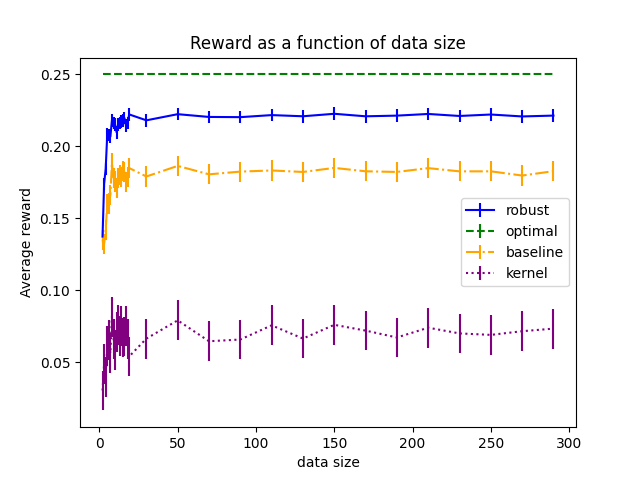 Reward as a function of data size
Average reward
0.25
0.20
0.15
0.10
0.05
robust
optimal
baseline
kernel
0
50
100
150
200
250
300
data size